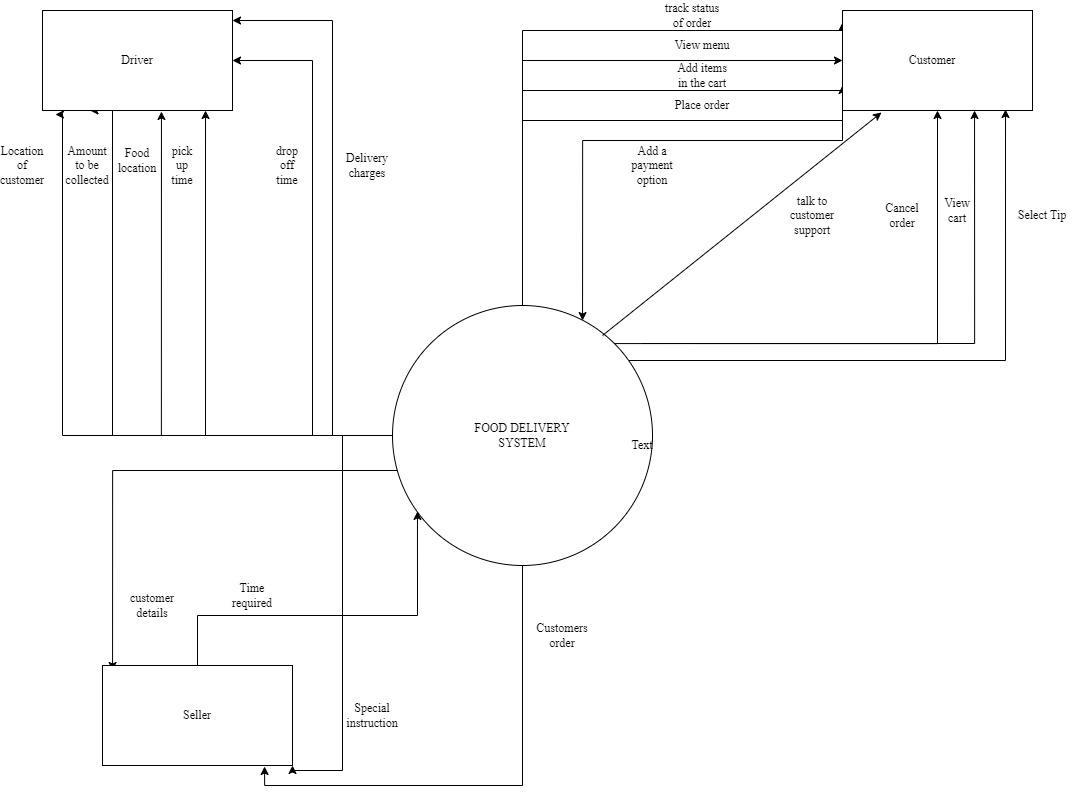 track status
of order
Driver
View menu
Customer
Add items
in the cart
Place order
Location
of
customer
Amount
to be
collected
Food
location
pick
up
time
drop
off
time
Delivery
charges
Add a
payment
option
talk to
customer
support
Cancel
order
View
cart
Select Tip
FOOD DELIVERY
SYSTEM
Text
customer
details
Time
required
Customers
order
Seller
Special
instruction